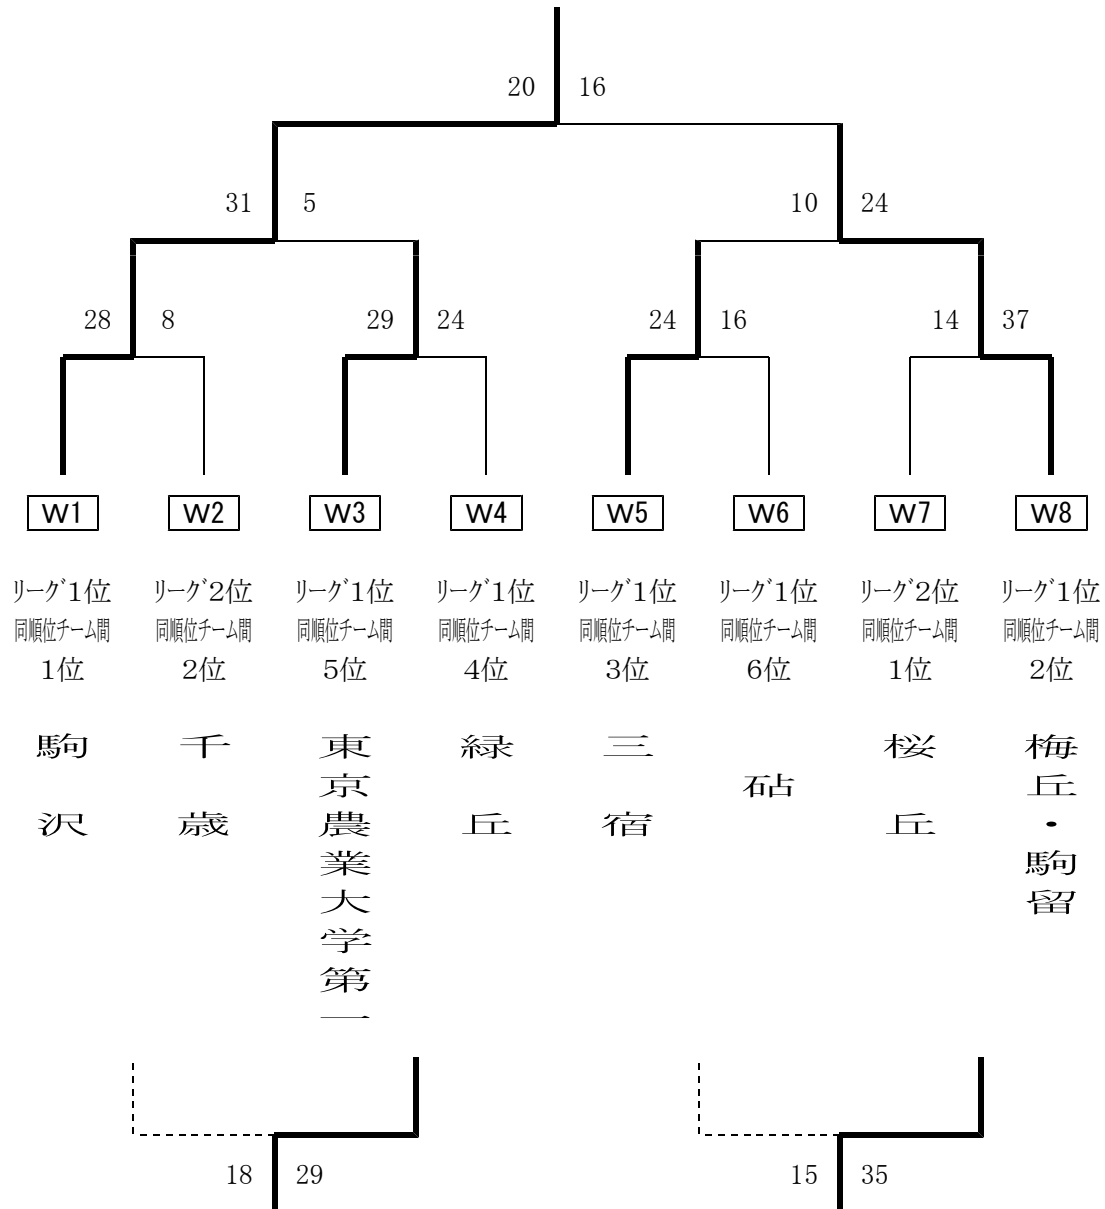 20 16
31 5 10 24
28 8 29 24 24 16 14 37
W1 W2 W3 W4 W5 W6 W7 W8
ﾘｰｸﾞ1位 ﾘｰｸﾞ2位 ﾘｰｸﾞ1位 ﾘｰｸﾞ1位 ﾘｰｸﾞ1位 ﾘｰｸﾞ1位 ﾘｰｸﾞ2位 ﾘｰｸﾞ1位
同順位チーム間 同順位チーム間 同順位チーム間 同順位チーム間 同順位チーム間 同順位チーム間 同順位チーム間 同順位チーム間
1位 2位 5位 4位 3位 6位 1位 2位
駒沢
千歳
東京農業大学第一
緑丘
三宿
砧
桜丘
梅丘・駒留
18 29 15 35